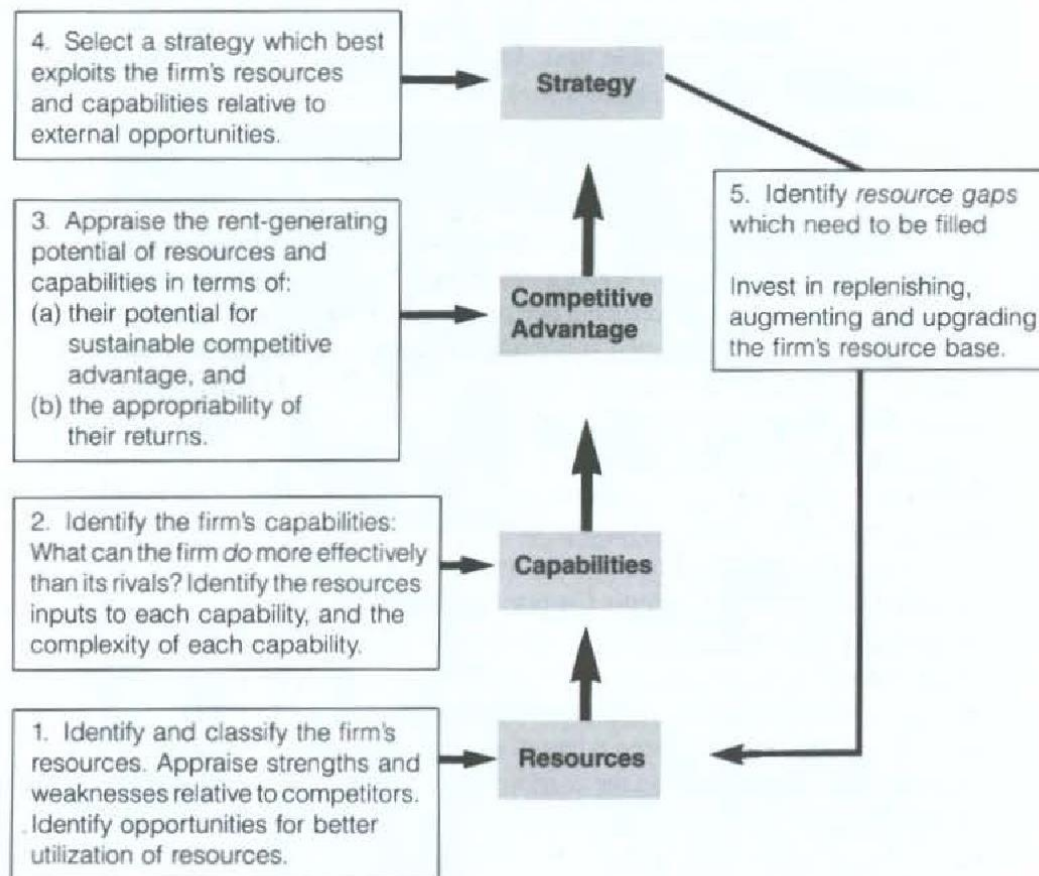 4. Select a strategy which best
exploits the firm's resources
and capabilities relative to
external opportunities.
Strategy
5. Identify resource gaps
which need to be filled
Invest in replenishing,
augmenting and upgrading
the firm's resource base.
3. Appraise the rent-generating
potential of resources and
capabilities in terms of:
(a) their potential for
sustainable competitive
advantage, and
(b) the appropriability of
their returns.
Competitive
Advantage
2. Identify the firm's capabilities:
What can the firm do more effectively
than its rivals? Identify the resources
inputs to each capability, and the
complexity of each capability.
Capabilities
1. Identify and classify the firm's
resources. Appraise strengths and
weaknesses relative to competitors.
Identify opportunities for better
utilization of resources.
Resources